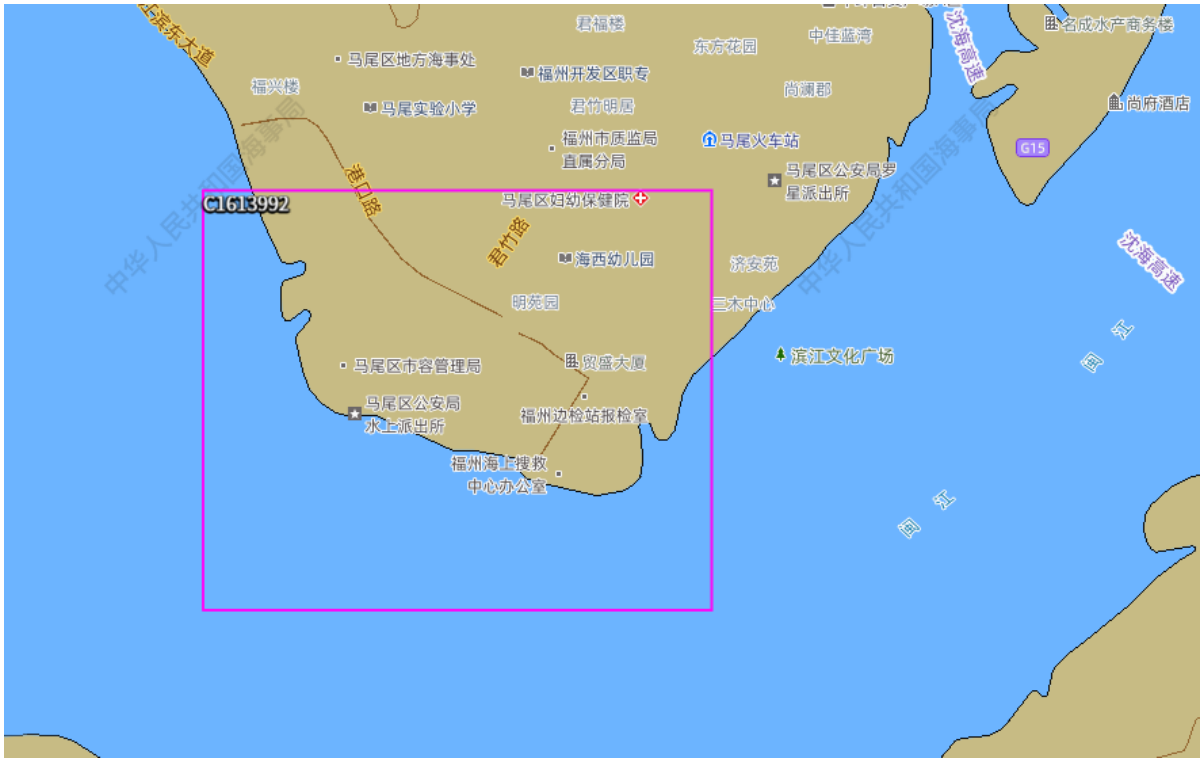 江滨东大道
君福楼
沈海高速
名成水产商务楼
中佳蓝湾
东方花园
马尾区地方海事处
福州开发区职专
福兴楼
尚澜郡
马尾实验小学
君竹明居
尚府酒店
中华人民共和国海事局
中华人民共和国海事局
福州市质监局
直属分局
马尾火车站
G15
马尾区公安局罗
星派出所
港口路
C1613992
马尾区妇幼保健院
君竹路
海西幼儿园
济安苑
沈海高速
明苑园
三木中心
闽江
滨江文化广场
马尾区市容管理局
贸盛大厦
马尾区公安局
水上派出所
福州边检站报检室
福州海上搜救
中心办公室
闽江